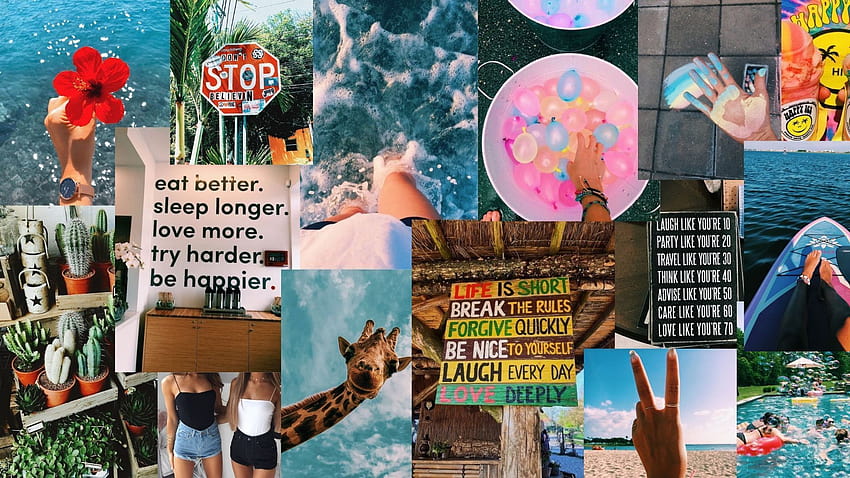 DON'T
STOP
BELIEVIN
eat better.
sleep longer.
love more.
try harder.
be happier.
LIFE IS SHORT
BREAK THE RULES
FORGIVE QUICKLY
BE NICE TO YOURSELF
LAUGH EVERY DAY
LOVE DEEPLY
LAUGH LIKE YOU'RE 10
PARTY LIKE YOU'RE 20
TRAVEL LIKE YOU'RE 30
THINK LIKE YOU'RE 40
ADVISE LIKE YOU'RE 50
CARE LIKE YOU'RE 60
LOVE LIKE YOU'RE 70
HAPPY
HI